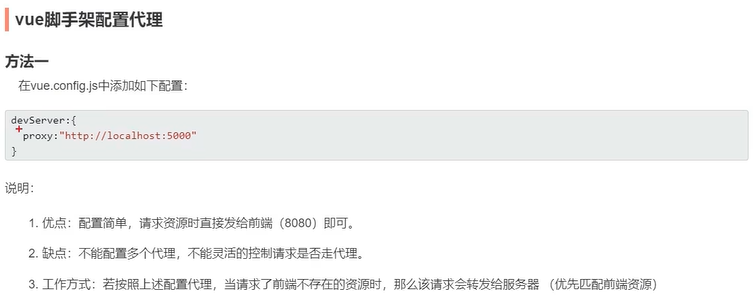 vue脚手架配置代理
方法一
在vue.config.js中添加如下配置：
devServer:{
proxy:"http://localhost:5000"
}
说明：
1. 优点：配置简单，请求资源时直接发给前端（8080）即可。
2. 缺点：不能配置多个代理，不能灵活的控制请求是否走代理。
3. 工作方式：若按照上述配置代理，当请求了前端不存在的资源时，那么该请求会转发给服务器 （优先匹配前端资源）